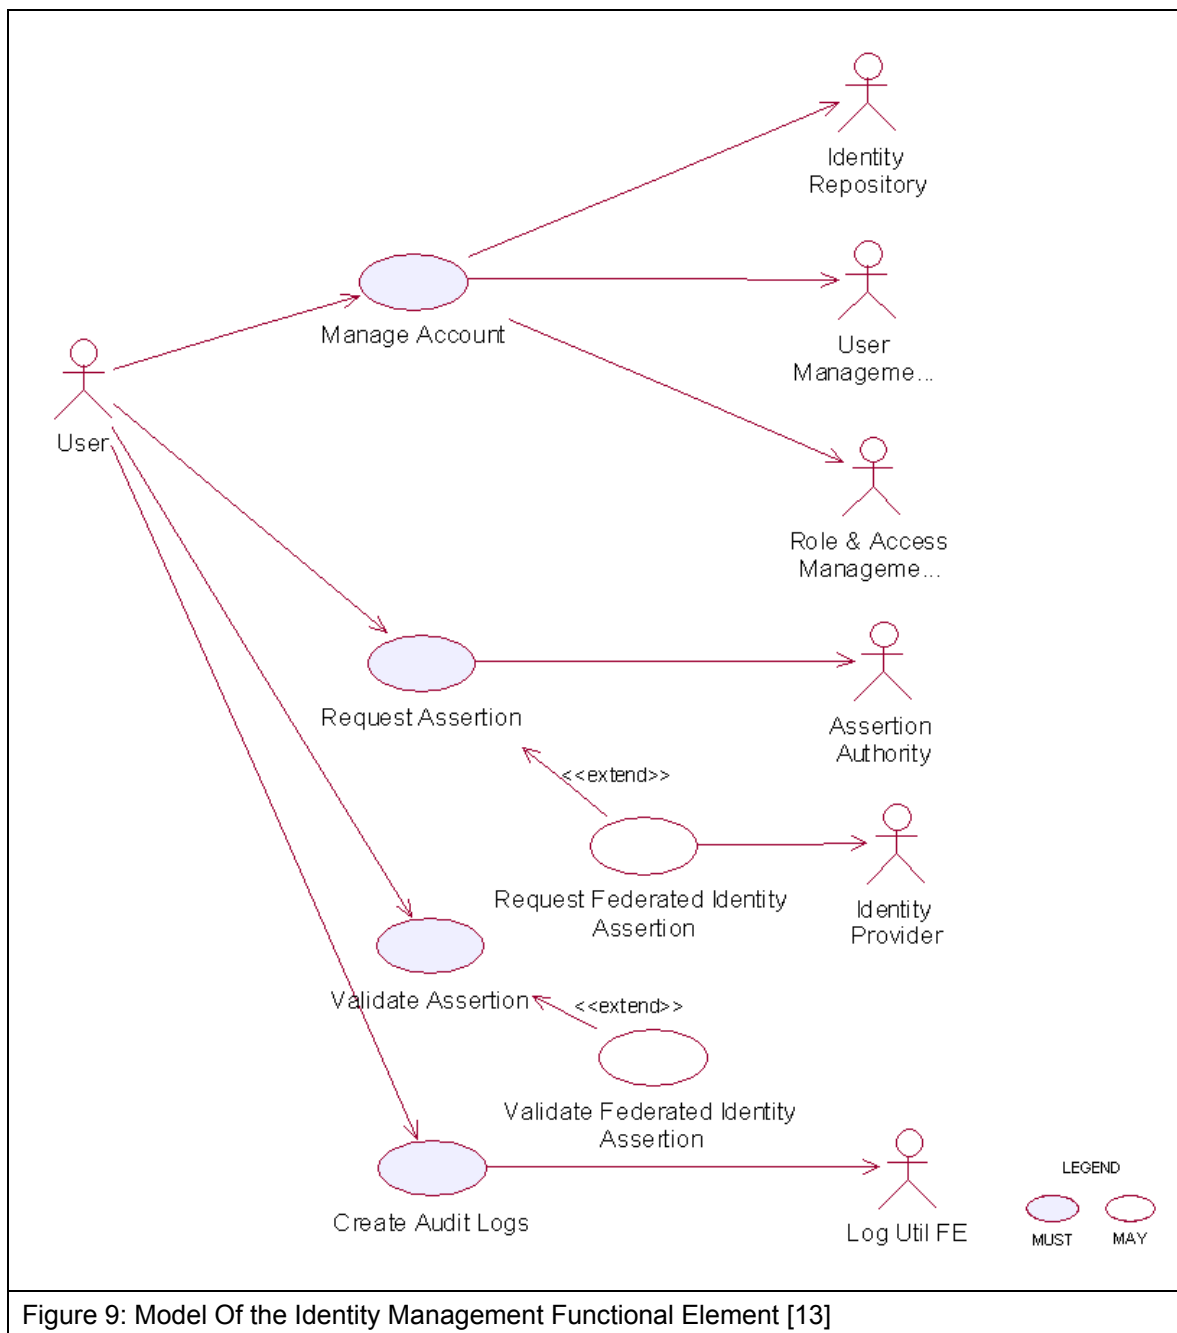 Identity
Repository
Manage Account
User
Manageme...
User
Role & Access
Manageme...
Request Assertion
Assertion
Authority
<<extend>>
Request Federated Identity
Assertion
Identity
Provider
Validate Assertion
<<extend>>
Validate Federated Identity
Assertion
Create Audit Logs
Log Util FE
LEGEND
MUST
MAY
Figure 9: Model Of the Identity Management Functional Element [13]